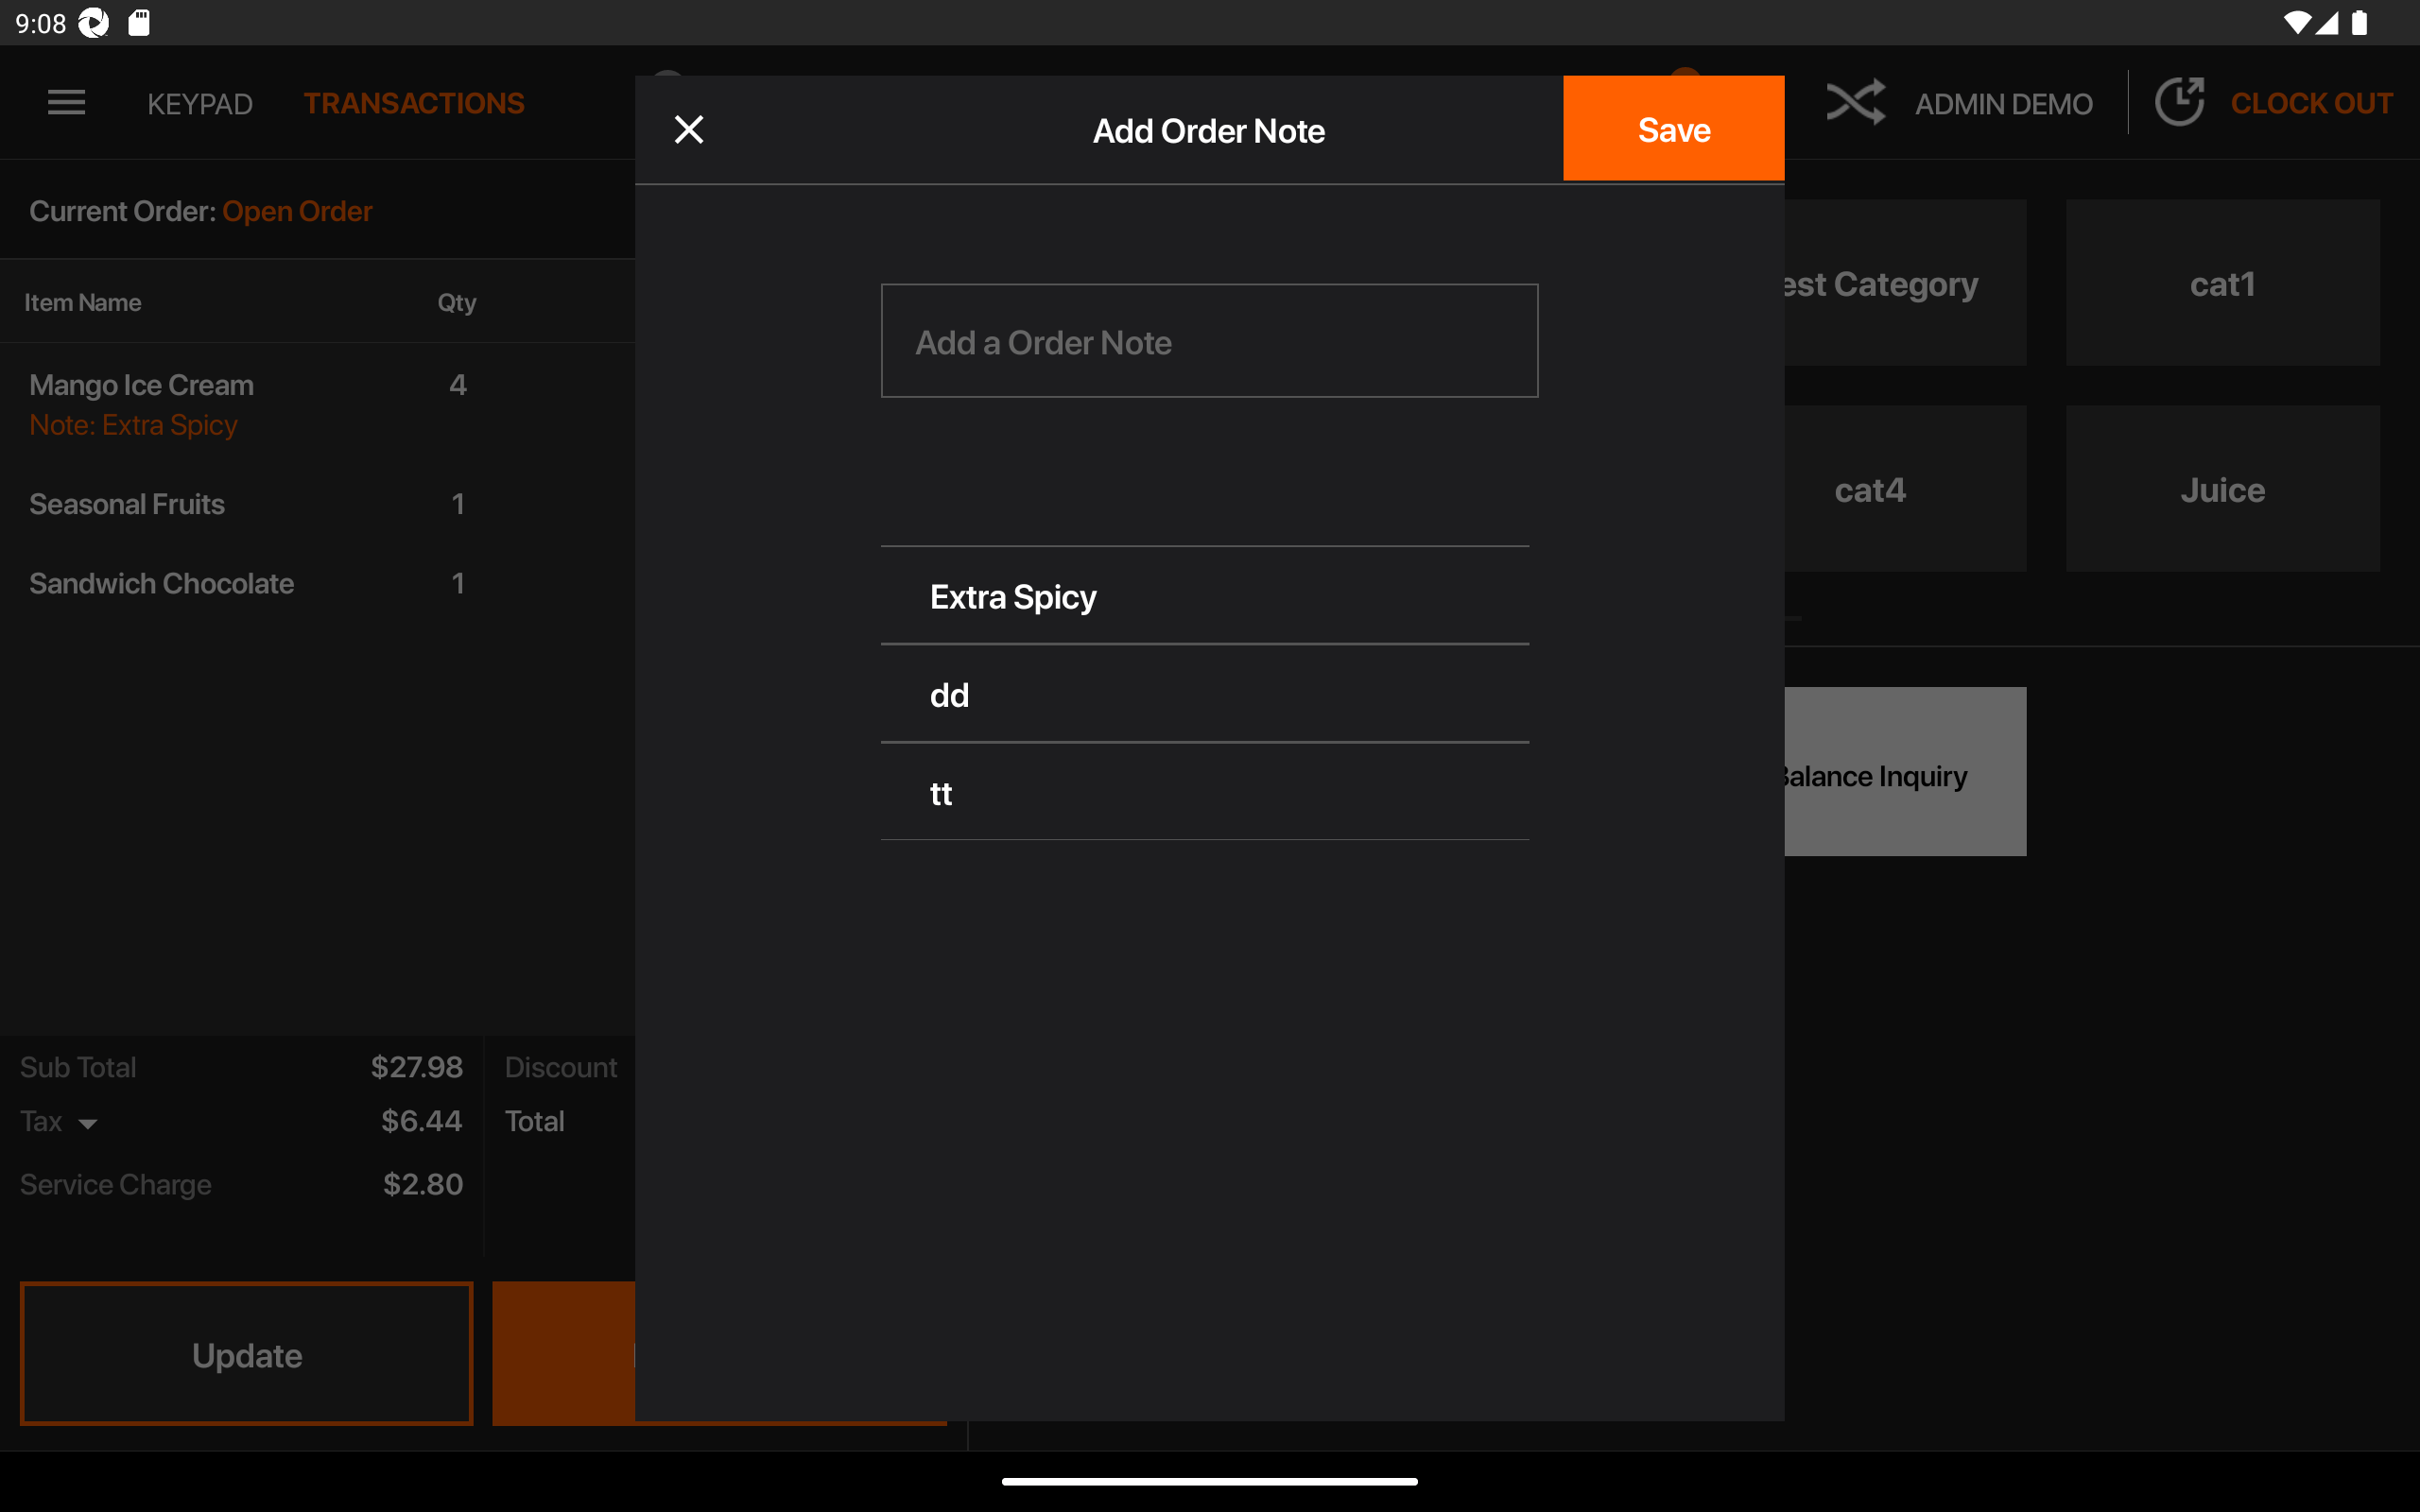 9:08
KEYPAD
TRANSACTIONS
ADMIN DEMO
CLOCK OUT
Add Order Note
Save
Current Order: Open Order
Item Name
Qty
Mango Ice Cream
4
Note: Extra Spicy
Seasonal Fruits
1
Sandwich Chocolate
1
Add a Order Note
Extra Spicy
dd
tt
est Category
cat1
cat4
Juice
Balance Inquiry
Sub Total
$27.98
Discount
Tax
$6.44
Total
Service Charge
$2.80
Update